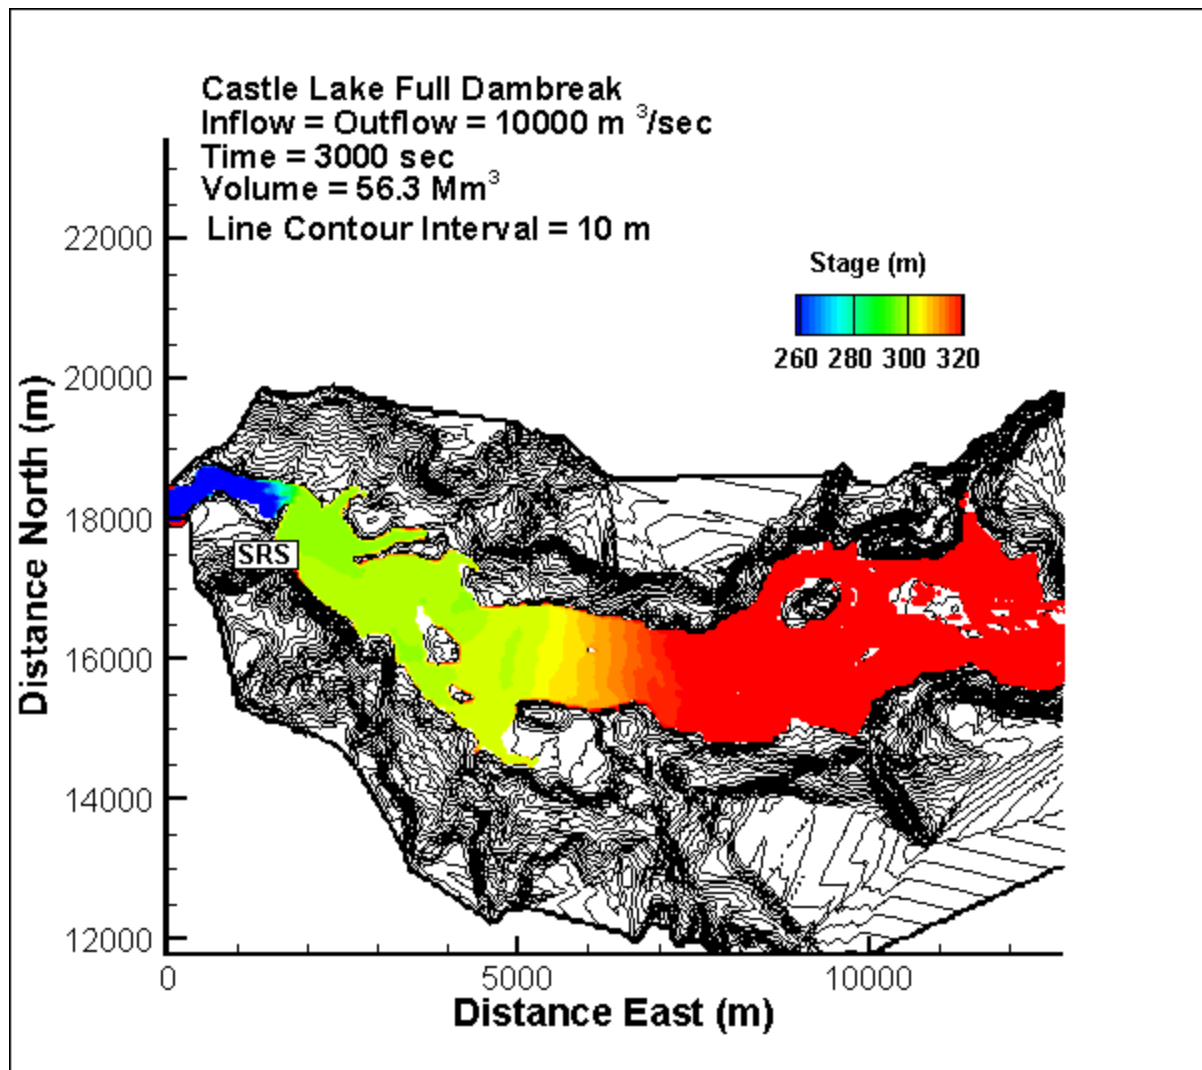 Castle Lake Full Dambreak
Inflow = Outflow = 10000 m ³/sec
Time = 3000 sec
Volume = 56.3 Mm³
Line Contour Interval = 10 m
22000
Stage (m)
260 280 300 320
20000
18000
SRS
16000
14000
12000
Distance North (m)
0 5000 10000
Distance East (m)